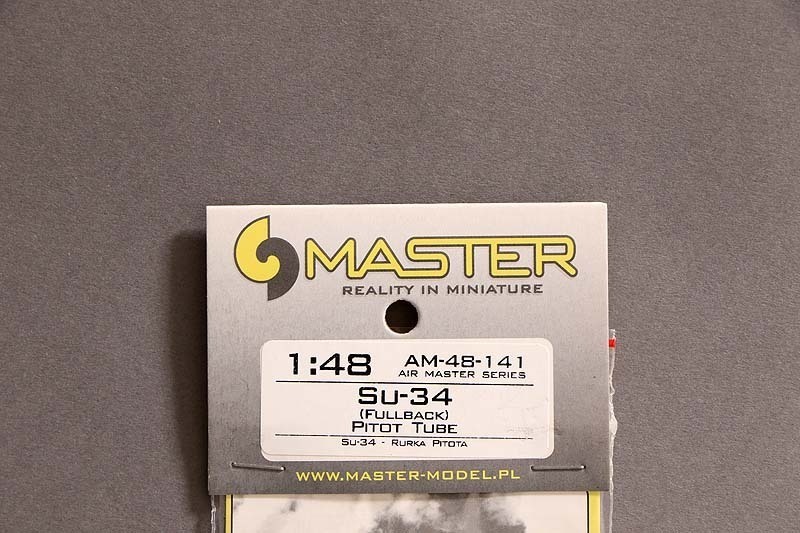 MASTER
REALITY IN MINIATURE
1:48 AM-48-141
AIR MASTER SERIES
Su-34
(Fullback)
Pitot Tube
Su-34 - Rurka Pitota
WWW.MASTER-MODEL.PL